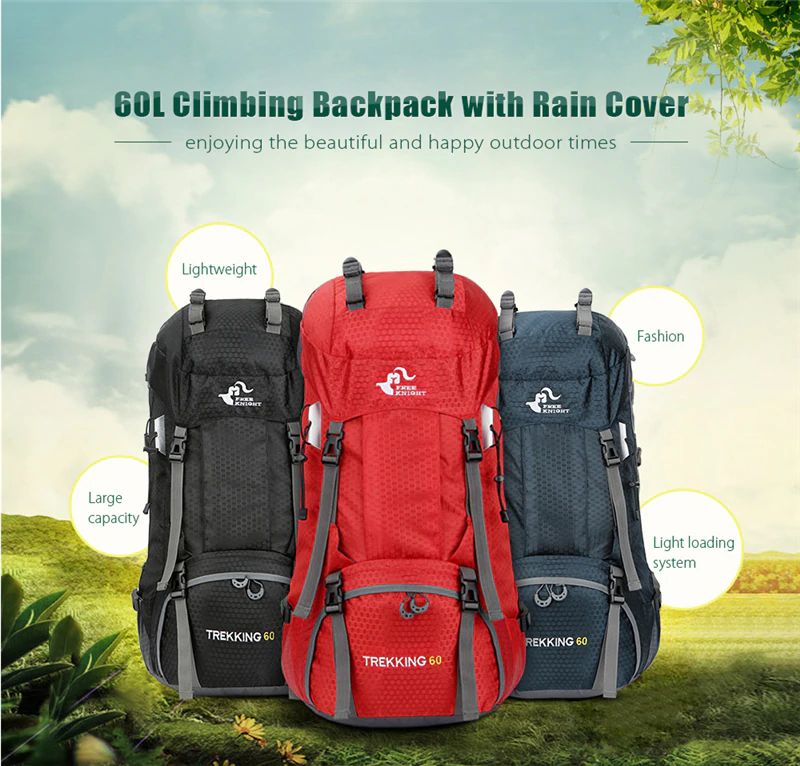 60L Climbing Backpack with Rain Cover
enjoying the beautiful and happy outdoor times
Lightweight
Fashion
Large
capacity
Light loading
system
FREE
KNIGHT
FREE
KNIGHT
FREE
KNIGHT
TREKKING 60
TREKKING 60
REKKING 60